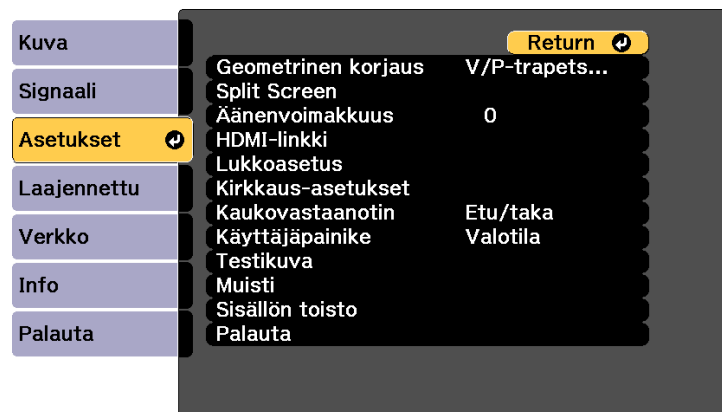 Kuva
Signaali
Asetukset
Laajennettu
Verkko
Info
Palauta
Return
Geometrinen korjaus V/P-trapets...
Split Screen
Äänenvoimakkuus 0
HDMI-linkki
Lukkoasetus
Kirkkaus-asetukset
Kaukovastaanotin Etu/taka
Käyttäjäpainike Valotila
Testikuva
Muisti
Sisällön toisto
Palauta